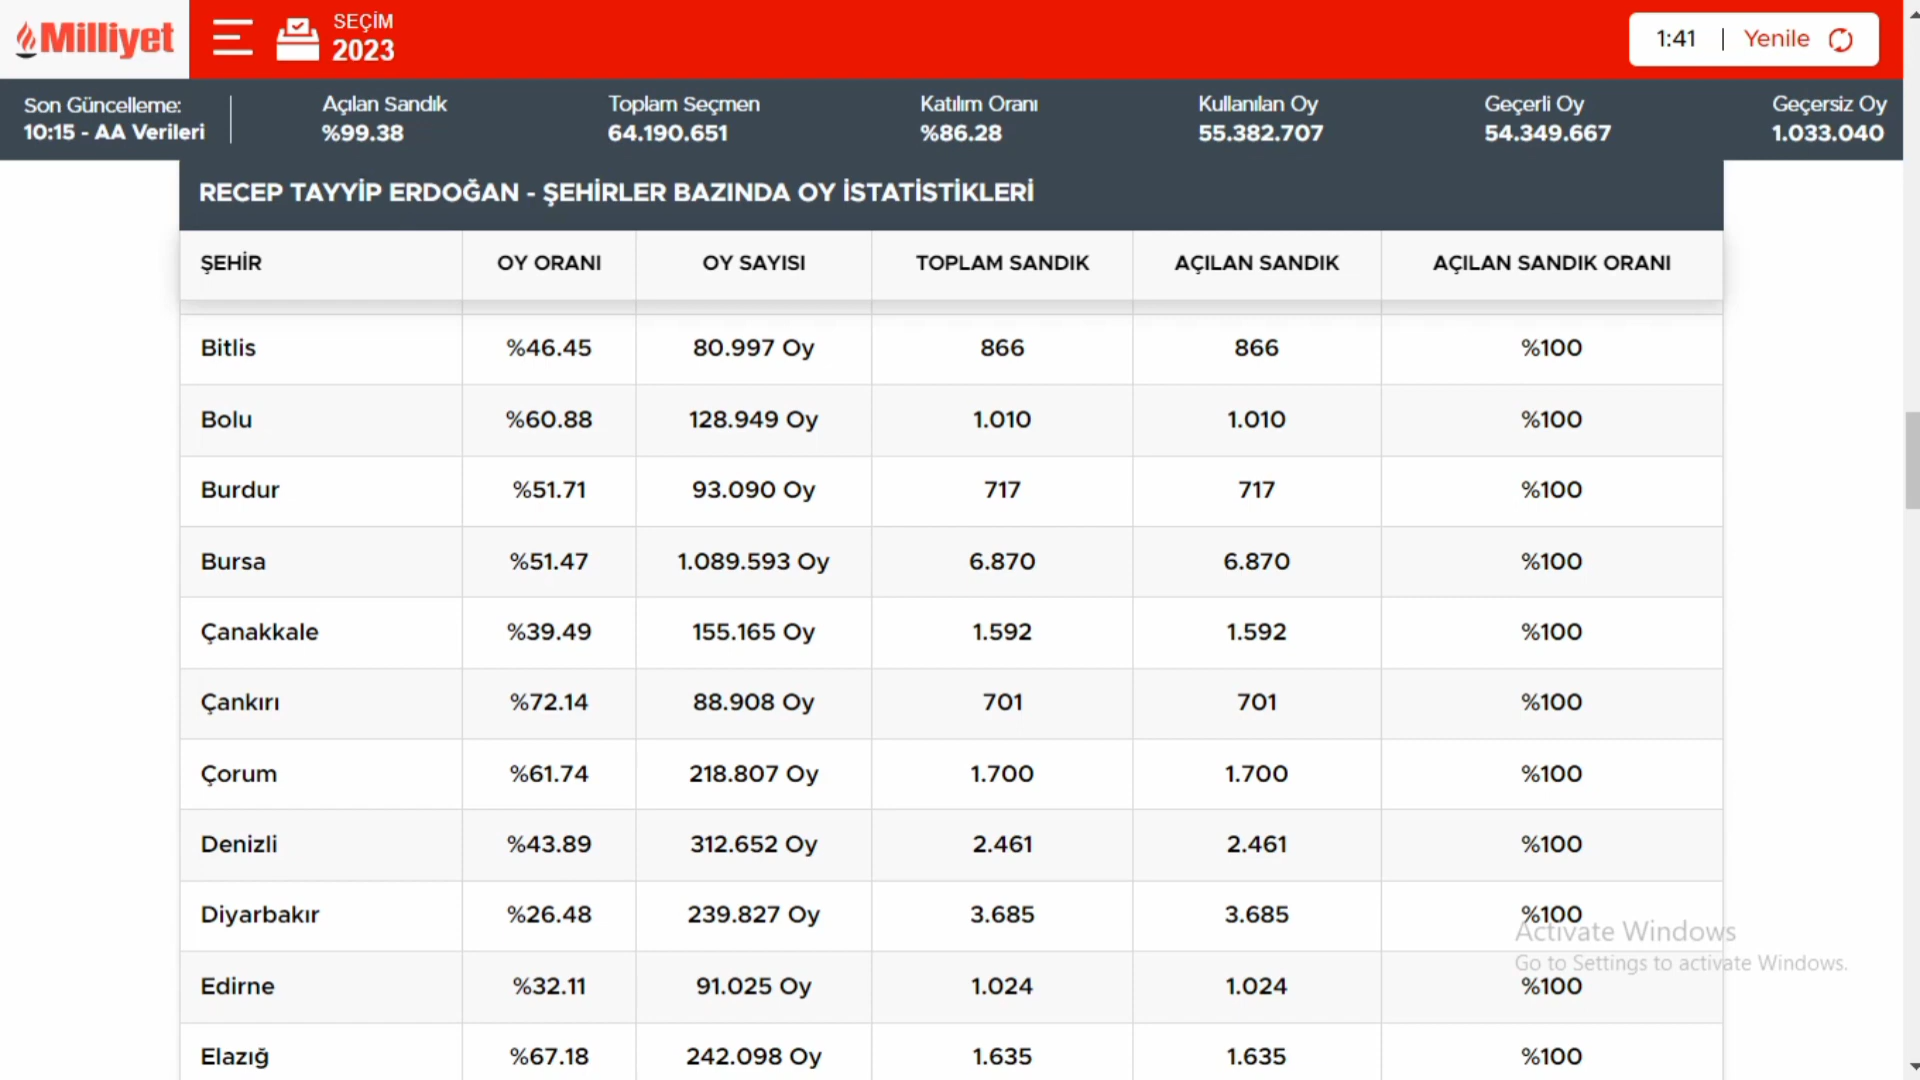 Milliyet
SEÇİM
2023
1:41 | Yenile
Son Güncelleme:
10:15 - AA Verileri
Açılan Sandık
%99.38
Toplam Seçmen
64.190.651
Katılım Oranı
%86.28
Kullanılan Oy
55.382.707
Geçerli Oy
54.349.667
Geçersiz Oy
1.033.040
RECEP TAYYİP ERDOĞAN - ŞEHİRLER BAZINDA OY İSTATİSTİKLERİ
ŞEHİR OY ORANI OY SAYISI TOPLAM SANDIK AÇILAN SANDIK AÇILAN SANDIK ORANI
Bitlis %46.45 80.997 Oy 866 866 %100
Bolu %60.88 128.949 Oy 1.010 1.010 %100
Burdur %51.71 93.090 Oy 717 717 %100
Bursa %51.47 1.089.593 Oy 6.870 6.870 %100
Çanakkale %39.49 155.165 Oy 1.592 1.592 %100
Çankırı %72.14 88.908 Oy 701 701 %100
Çorum %61.74 218.807 Oy 1.700 1.700 %100
Denizli %43.89 312.652 Oy 2.461 2.461 %100
Diyarbakır %26.48 239.827 Oy 3.685 3.685 %100
Activate Windows
Go to Settings to activate Windows.
Edirne %32.11 91.025 Oy 1.024 1.024 %100
Elazığ %67.18 242.098 Oy 1.635 1.635 %100